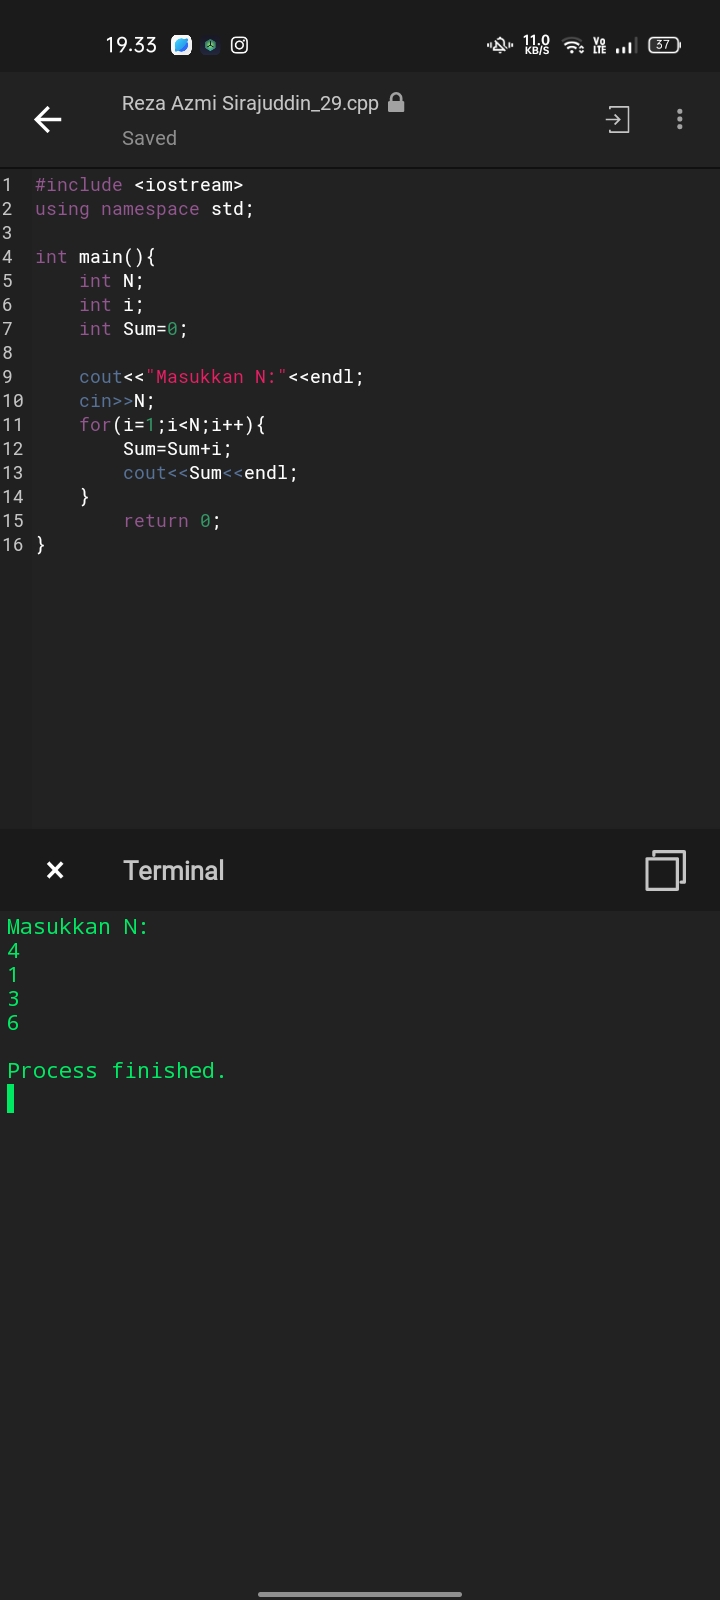 19.33 11.0 KB/S Vo LTE 37
Reza Azmi Sirajuddin_29.cpp
Saved
1 #include <iostream>
2 using namespace std;
3
4 int main(){
5     int N;
6     int i;
7     int Sum=0;
8
9     cout<<"Masukkan N:"<<endl;
10     cin>>N;
11     for(i=1;i<N;i++){
12         Sum=Sum+i;
13         cout<<Sum<<endl;
14     }
15         return 0;
16 }
Terminal
Masukkan N:
4
1
3
6
Process finished.